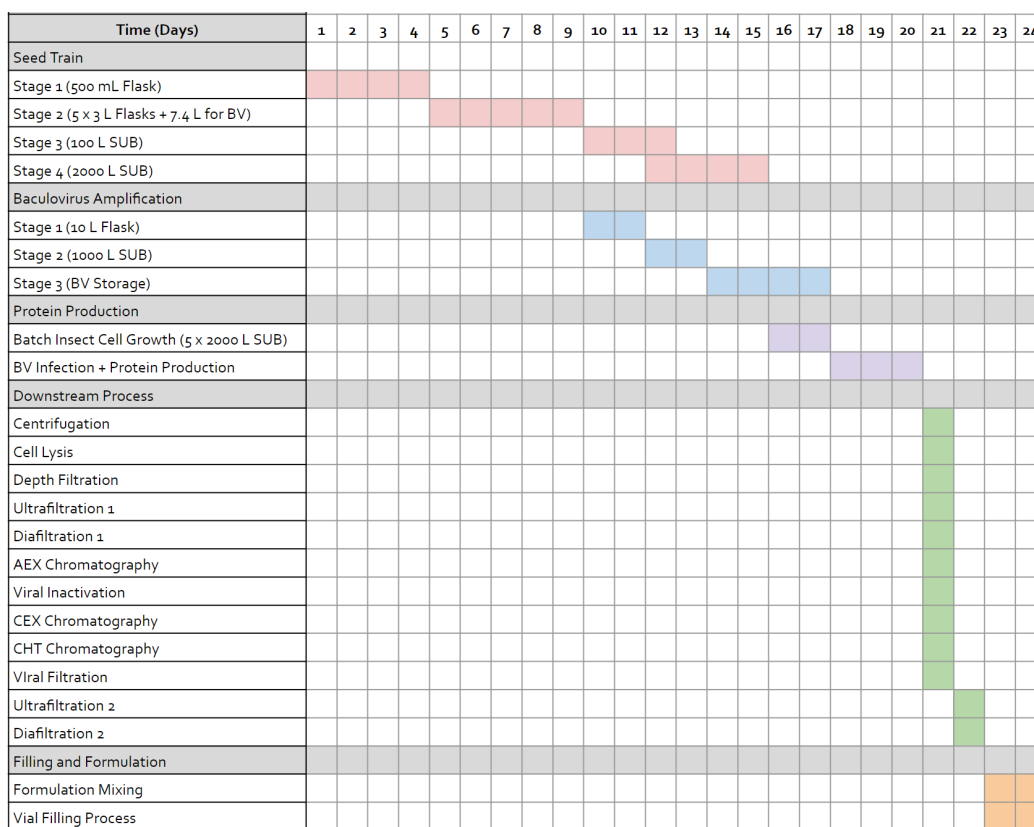 Time (Days) 1 2 3 4 5 6 7 8 9 10 11 12 13 14 15 16 17 18 19 20 21 22 23 24
Seed Train
Stage 1 (500 mL Flask)
Stage 2 (5 x 3 L Flasks + 7.4 L for BV)
Stage 3 (100 L SUB)
Stage 4 (2000 L SUB)
Baculovirus Amplification
Stage 1 (10 L Flask)
Stage 2 (1000 L SUB)
Stage 3 (BV Storage)
Protein Production
Batch Insect Cell Growth (5 x 2000 L SUB)
BV Infection + Protein Production
Downstream Process
Centrifugation
Cell Lysis
Depth Filtration
Ultrafiltration 1
Diafiltration 1
AEX Chromatography
Viral Inactivation
CEX Chromatography
CHT Chromatography
VIral Filtration
Ultrafiltration 2
Diafiltration 2
Filling and Formulation
Formulation Mixing
Vial Filling Process